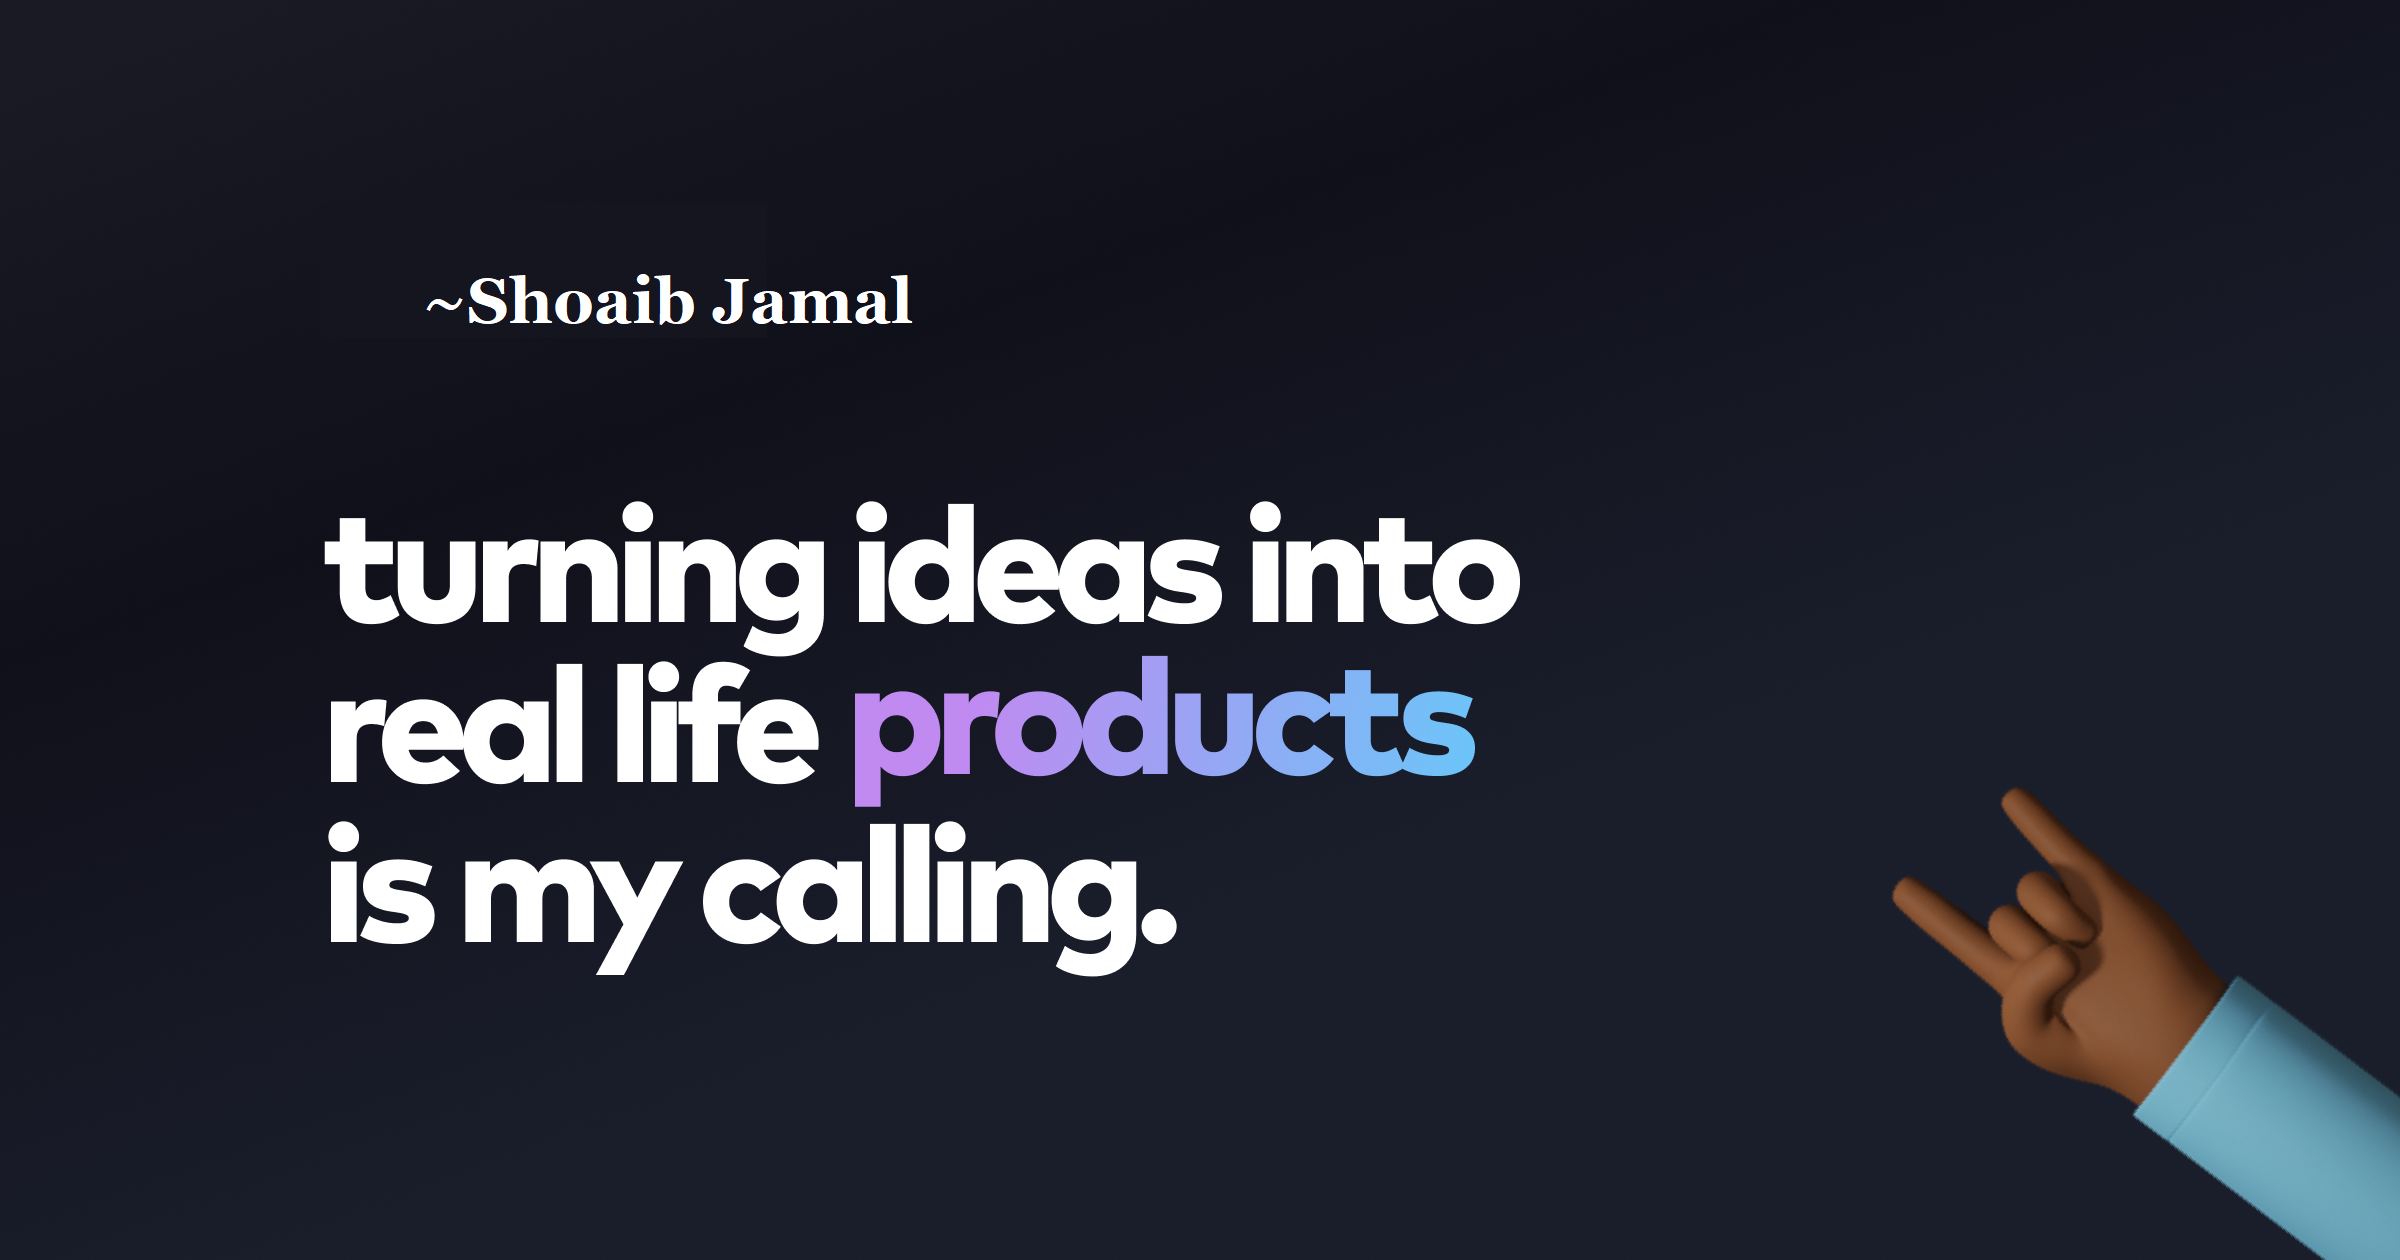 ~Shoaib Jamal
turning ideas into
real life products
is my calling.